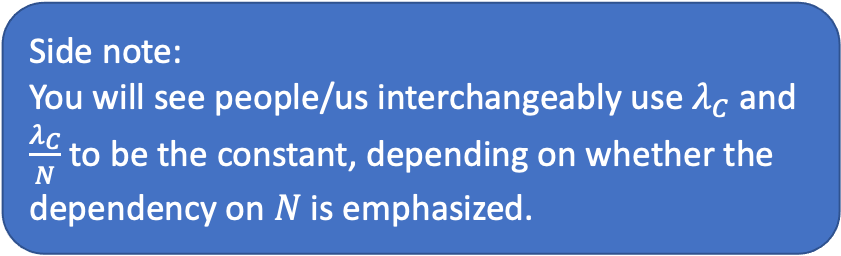 Side note:
You will see people/us interchangeably use λ_C and
λ_C/N to be the constant, depending on whether the
dependency on N is emphasized.